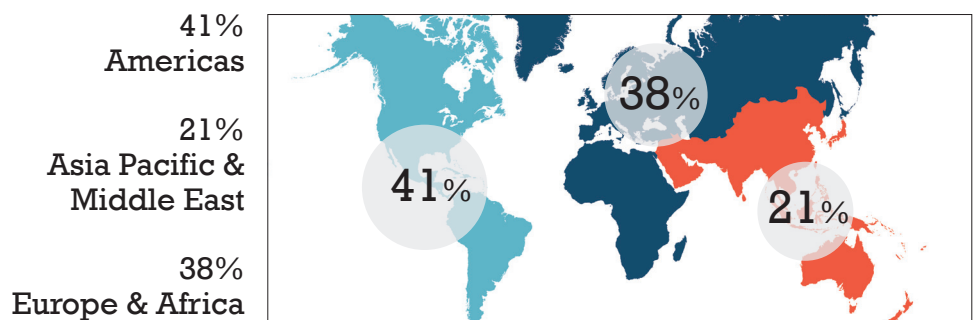 41%
Americas
21%
Asia Pacific &
Middle East
38%
Europe & Africa
38%
41%
21%